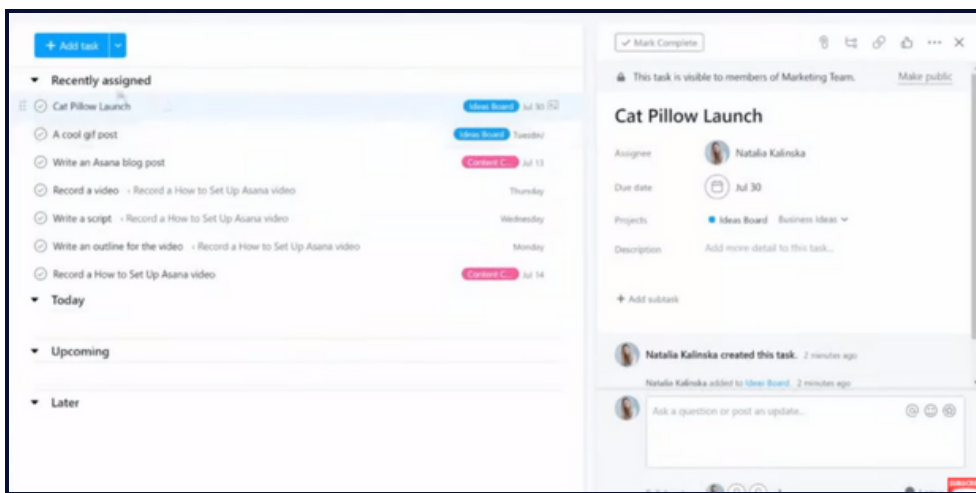 + Add task
Recently assigned
Cat Pillow Launch
Ideas Board Jul 30
A cool gif post
Ideas Board Tuesday
Write an Asana blog post
Content C... Jul 13
Record a video ‹ Record a How to Set Up Asana video
Thursday
Write a script ‹ Record a How to Set Up Asana video
Wednesday
Write an outline for the video ‹ Record a How to Set Up Asana video
Monday
Record a How to Set Up Asana video
Content C... Jul 14
Today
Upcoming
Later
Mark Complete
This task is visible to members of Marketing Team. Make public
Cat Pillow Launch
Assignee Natalia Kalinska
Due date Jul 30
Projects Ideas Board Business Ideas
Description Add more detail to this task...
+ Add subtask
Natalia Kalinska created this task. 2 minutes ago
Natalia Kalinska added to Ideas Board. 2 minutes ago
Ask a question or post an update...